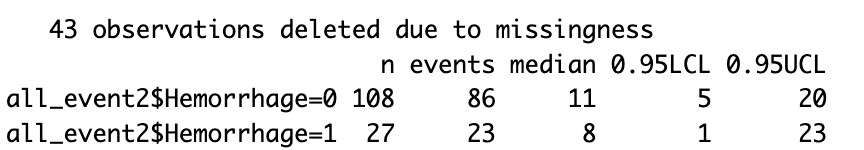 43 observations deleted due to missingness
n events median 0.95LCL 0.95UCL
all_event2$Hemorrhage=0 108 86 11 5 20
all_event2$Hemorrhage=1 27 23 8 1 23